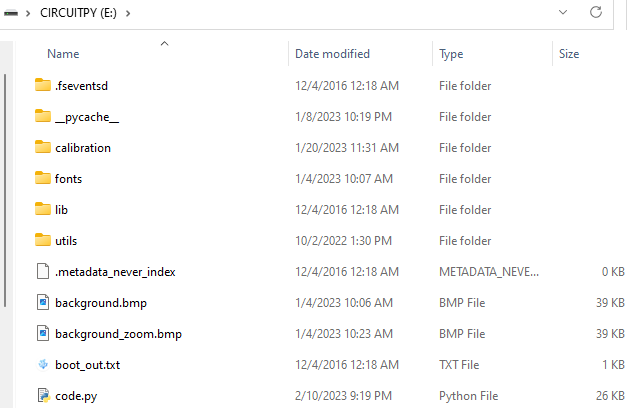 CIRCUITPY (E:)
Name Date modified Type Size
.fseventsd 12/4/2016 12:18 AM File folder
__pycache__ 1/8/2023 10:19 PM File folder
calibration 1/20/2023 11:31 AM File folder
fonts 1/4/2023 10:07 AM File folder
lib 12/4/2016 12:18 AM File folder
utils 10/2/2022 1:30 PM File folder
.metadata_never_index 12/4/2016 12:18 AM METADATA_NEVE... 0 KB
background.bmp 1/4/2023 10:06 AM BMP File 39 KB
background_zoom.bmp 1/4/2023 10:23 AM BMP File 39 KB
boot_out.txt 12/4/2016 12:18 AM TXT File 1 KB
code.py 2/10/2023 9:19 PM Python File 26 KB